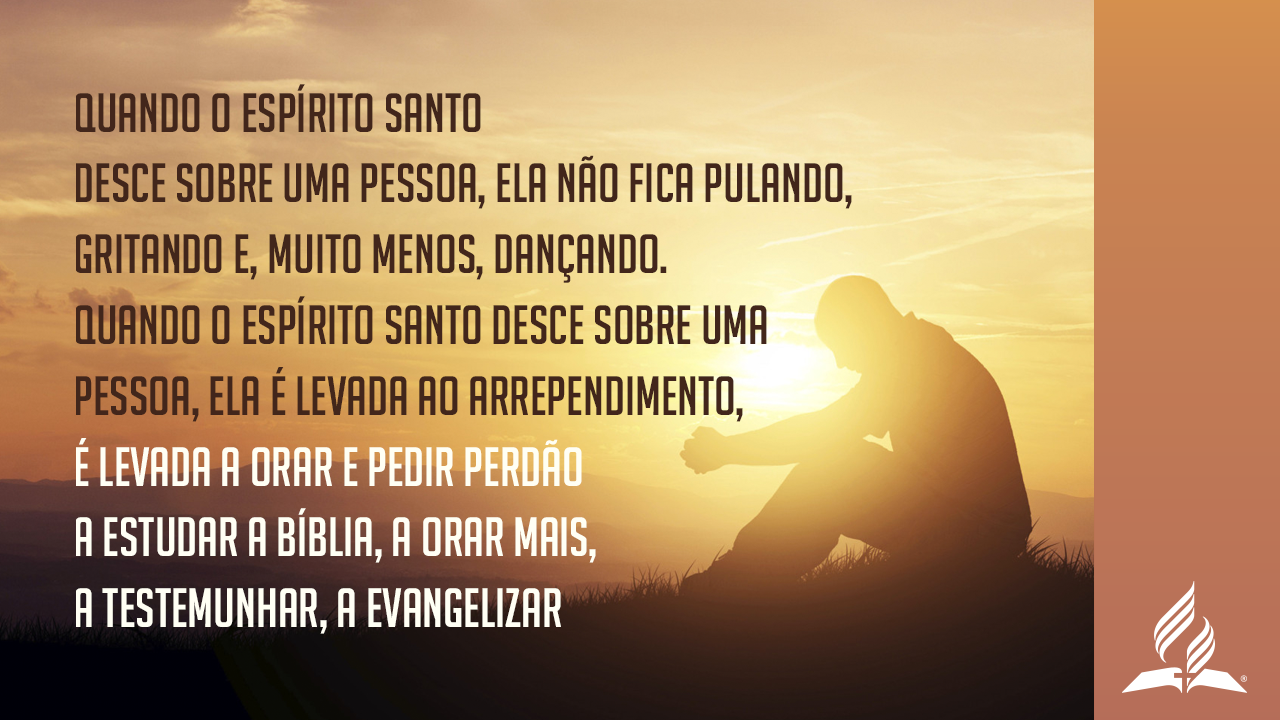 QUANDO O ESPÍRITO SANTO
DESCE SOBRE UMA PESSOA, ELA NÃO FICA PULANDO,
GRITANDO E, MUITO MENOS, DANÇANDO.
QUANDO O ESPÍRITO SANTO DESCE SOBRE UMA
PESSOA, ELA É LEVADA AO ARREPENDIMENTO,
É LEVADA A ORAR E PEDIR PERDÃO
A ESTUDAR A BÍBLIA, A ORAR MAIS,
A TESTEMUNHAR, A EVANGELIZAR
®